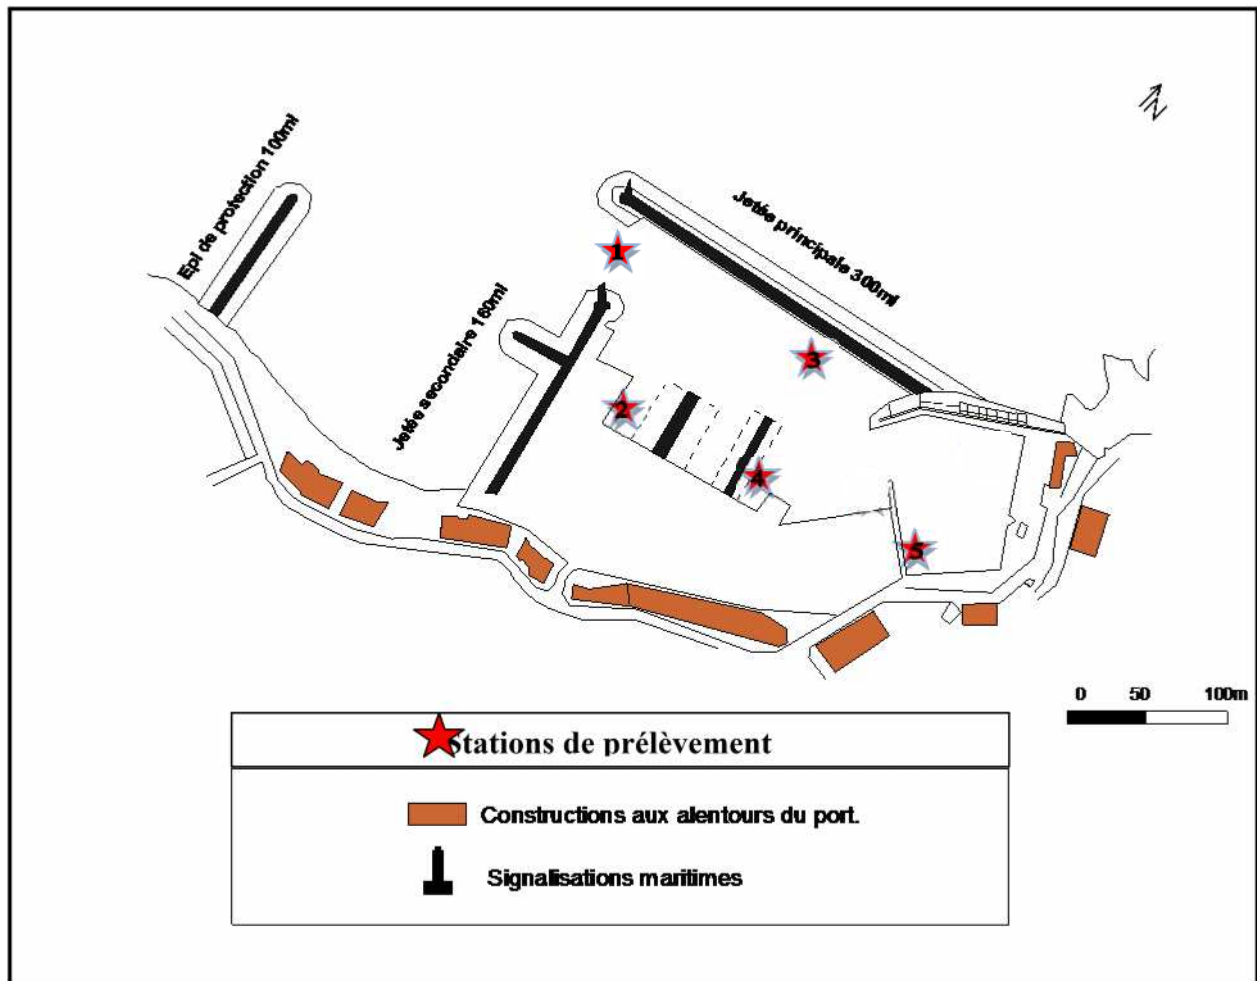 N
Epi de protection 100ml
Jetée principale 300ml
Jetée secondaire 160ml
1
3
2
4
5
0 50 100m
Stations de prélèvement
Constructions aux alentours du port.
Signalisations maritimes